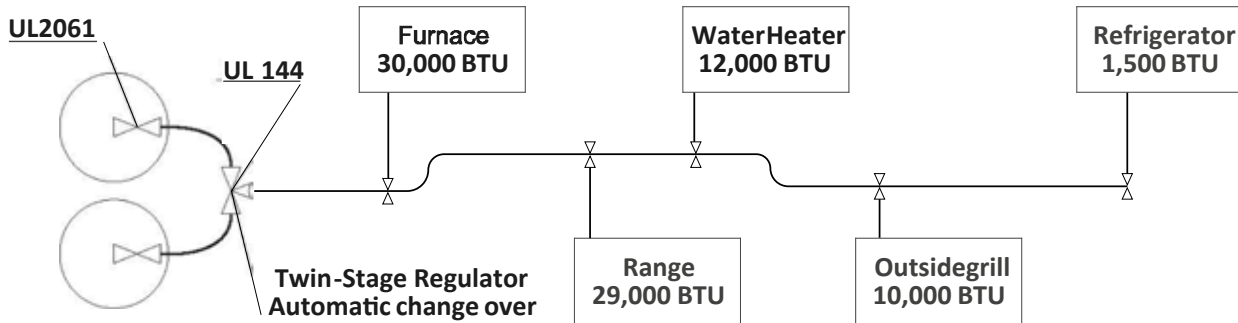 UL2061
UL 144
Furnace
30,000 BTU
WaterHeater
12,000 BTU
Refrigerator
1,500 BTU
Twin-Stage Regulator
Automatic change over
Range
29,000 BTU
Outsidegrill
10,000 BTU